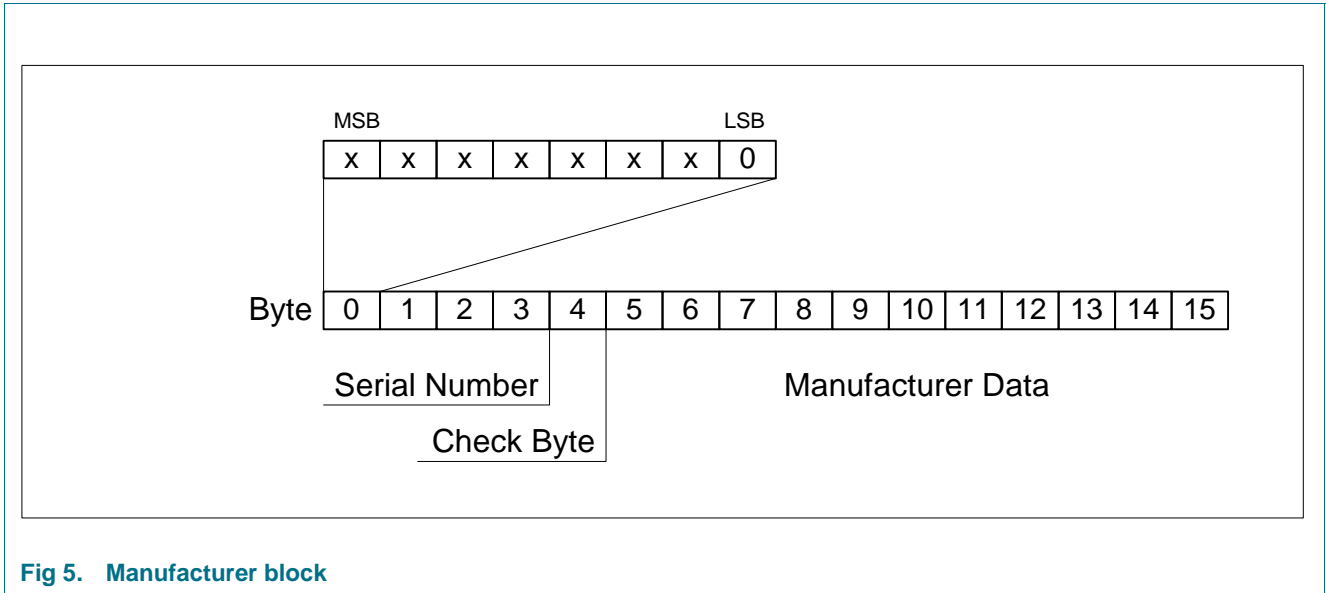 MSB LSB
x x x x x x x 0
Byte 0 1 2 3 4 5 6 7 8 9 10 11 12 13 14 15
Serial Number Manufacturer Data
Check Byte
Fig 5. Manufacturer block